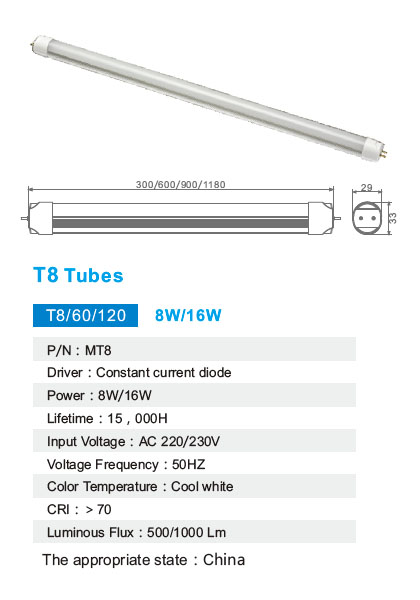 300/600/900/1180
29
33
T8 Tubes
T8/60/120 8W/16W
P/N : MT8
Driver : Constant current diode
Power : 8W/16W
Lifetime : 15 , 000H
Input Voltage : AC 220/230V
Voltage Frequency : 50HZ
Color Temperature : Cool white
CRI : > 70
Luminous Flux : 500/1000 Lm
The appropriate state : China